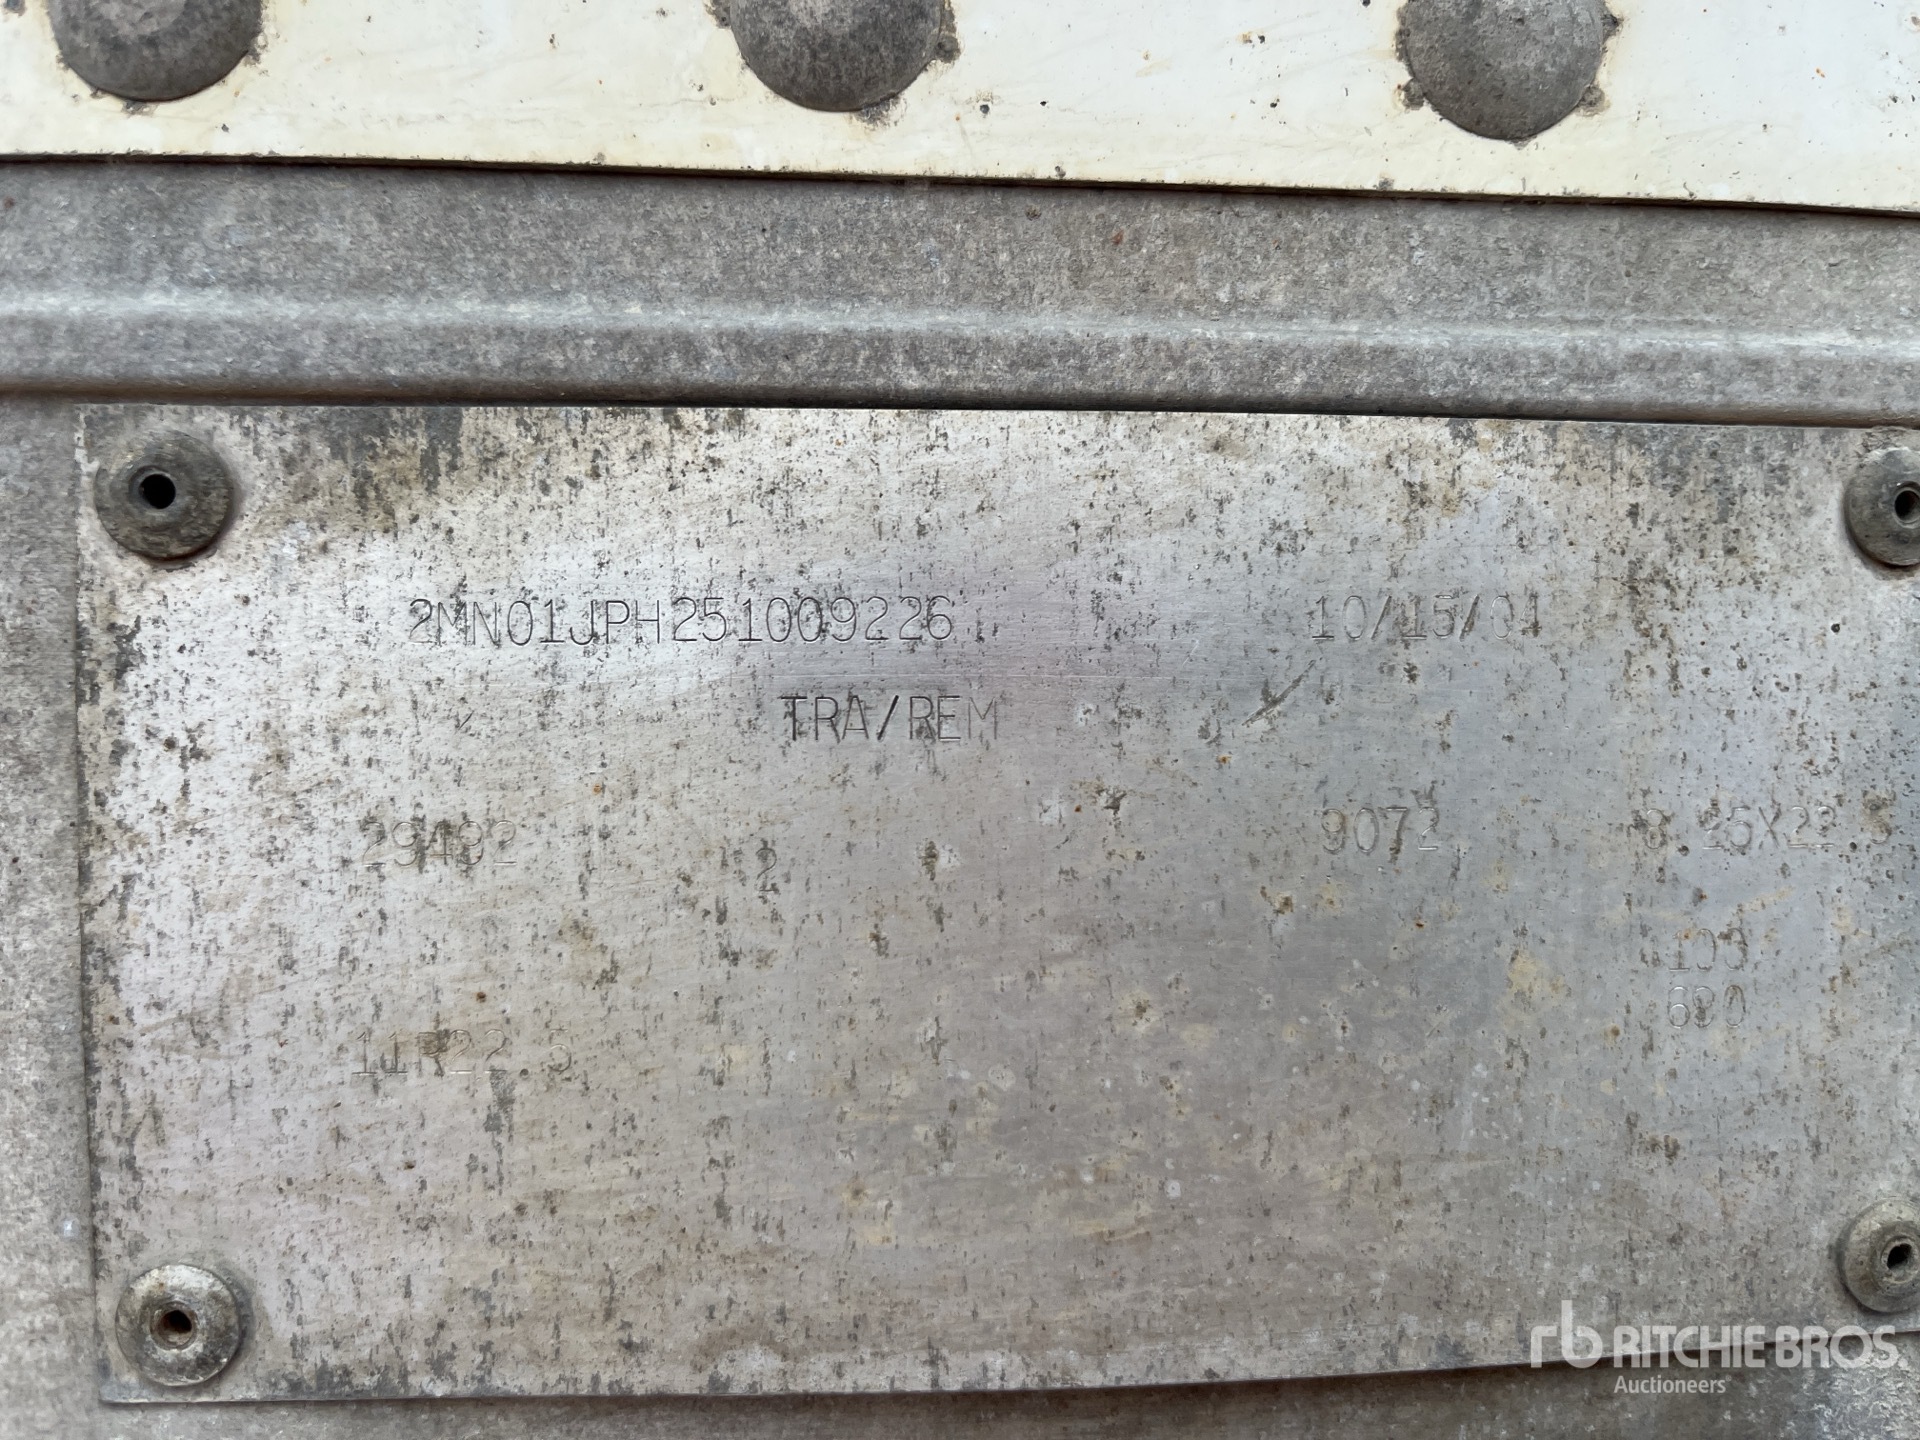 2MN01JPH251009226 10/15/04
TRA/REM
29492 2 9072 8.25X22.5
100
690
11R22.5
RITCHIE BROS.
Auctioneers